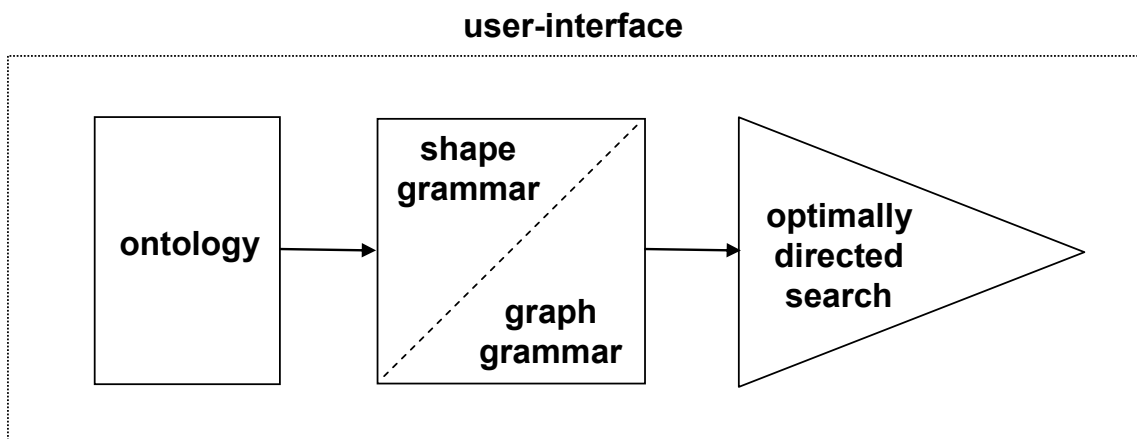 user-interface
ontology
shape
grammar
graph
grammar
optimally
directed
search